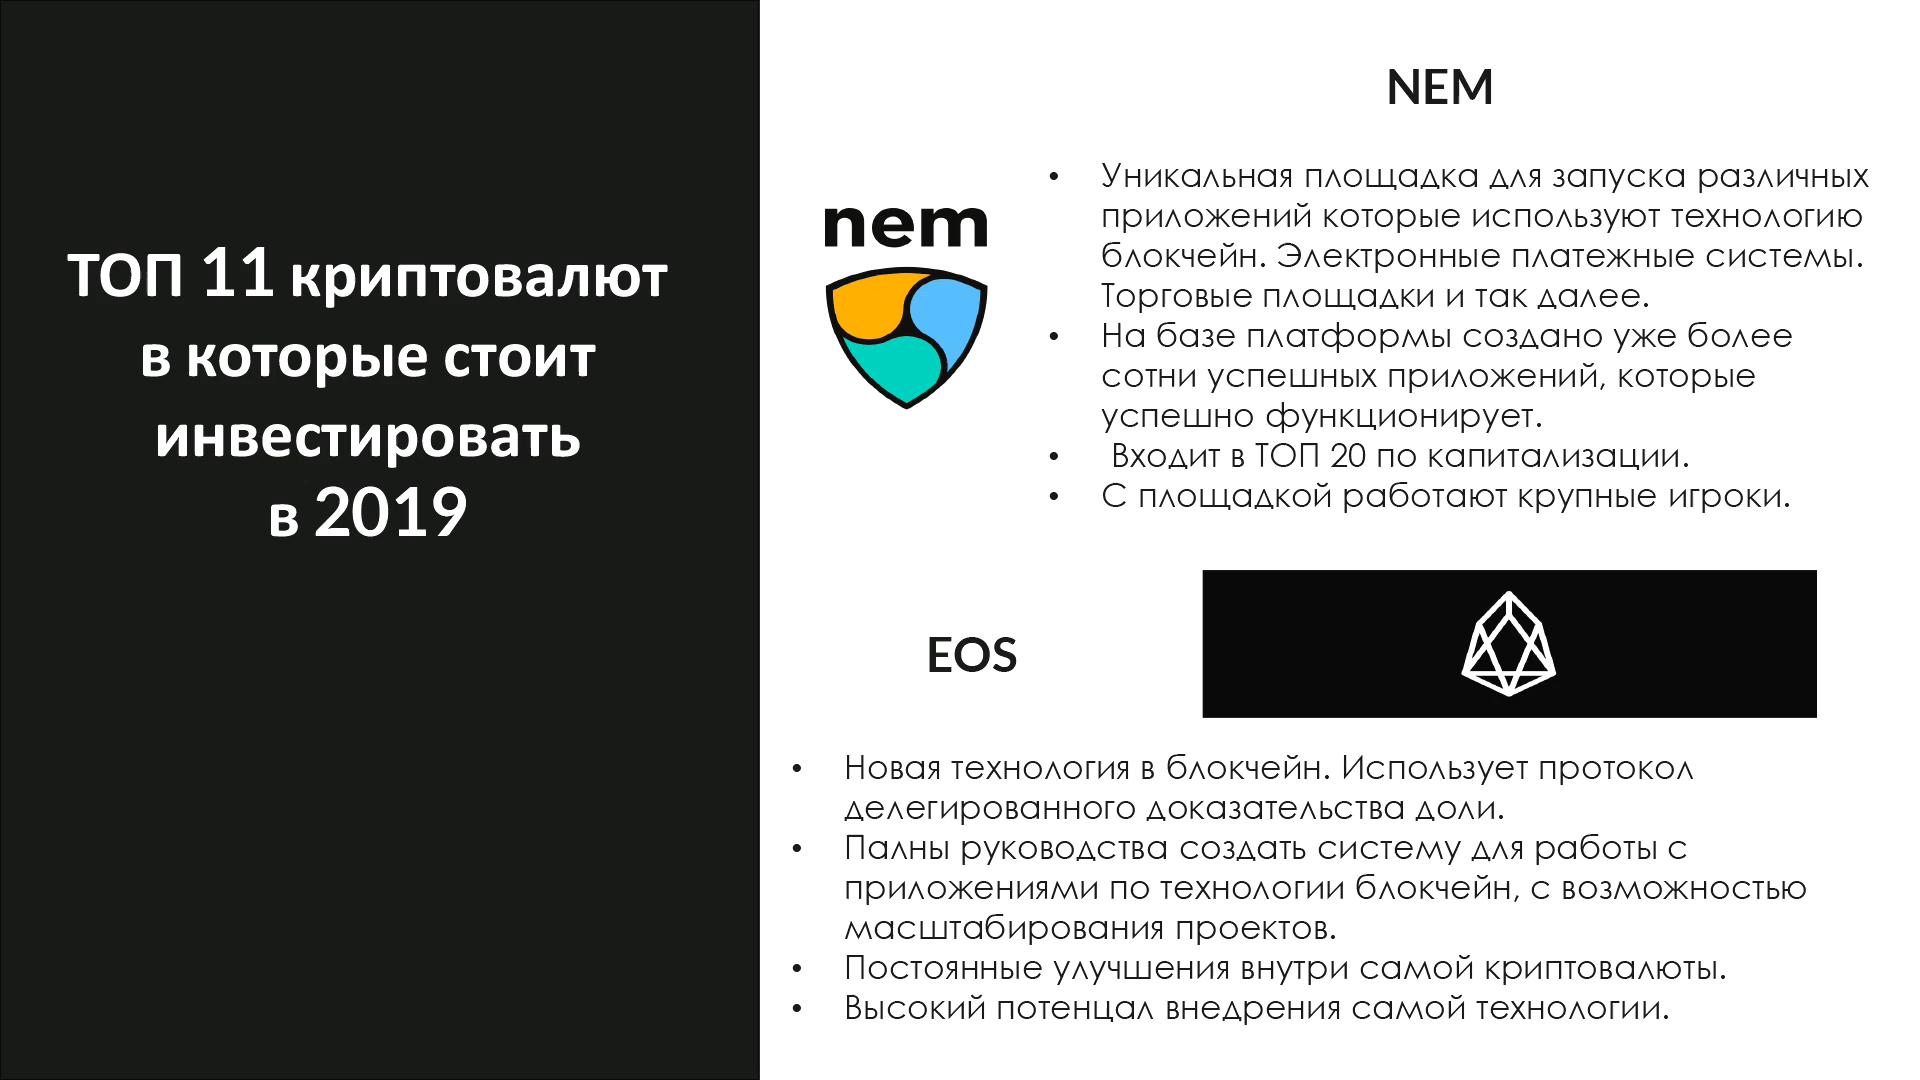 ТОП 11 криптовалют
в которые стоит
инвестировать
в 2019
NEM
nem
• Уникальная площадка для запуска различных
приложений которые используют технологию
блокчейн. Электронные платежные системы.
Торговые площадки и так далее.
• На базе платформы создано уже более
сотни успешных приложений, которые
успешно функционирует.
• Входит в ТОП 20 по капитализации.
• С площадкой работают крупные игроки.
EOS
• Новая технология в блокчейн. Использует протокол
делегированного доказательства доли.
• Палны руководства создать систему для работы с
приложениями по технологии блокчейн, с возможностью
масштабирования проектов.
• Постоянные улучшения внутри самой криптовалюты.
• Высокий потенцал внедрения самой технологии.